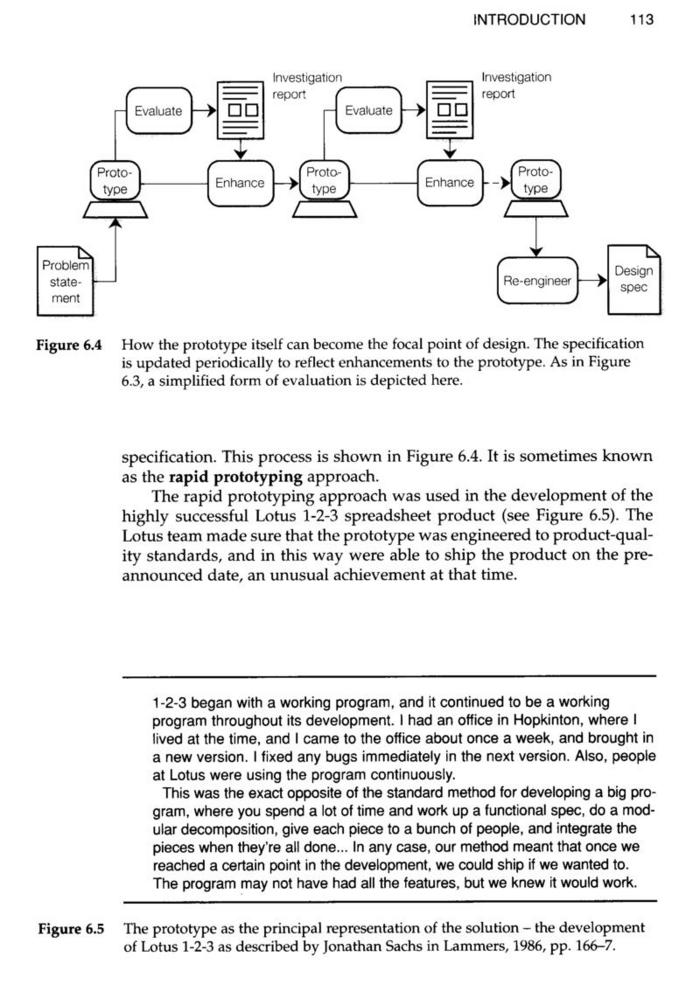 INTRODUCTION 113
Investigation
report
Investigation
report
Evaluate
Evaluate
Proto-
type
Enhance
Proto-
type
Enhance
Proto-
type
Problem
state-
ment
Re-engineer
Design
spec
Figure 6.4 How the prototype itself can become the focal point of design. The specification
is updated periodically to reflect enhancements to the prototype. As in Figure
6.3, a simplified form of evaluation is depicted here.
specification. This process is shown in Figure 6.4. It is sometimes known
as the rapid prototyping approach.
The rapid prototyping approach was used in the development of the
highly successful Lotus 1-2-3 spreadsheet product (see Figure 6.5). The
Lotus team made sure that the prototype was engineered to product-qual-
ity standards, and in this way were able to ship the product on the pre-
announced date, an unusual achievement at that time.
1-2-3 began with a working program, and it continued to be a working
program throughout its development. I had an office in Hopkinton, where I
lived at the time, and I came to the office about once a week, and brought in
a new version. I fixed any bugs immediately in the next version. Also, people
at Lotus were using the program continuously.
This was the exact opposite of the standard method for developing a big pro-
gram, where you spend a lot of time and work up a functional spec, do a mod-
ular decomposition, give each piece to a bunch of people, and integrate the
pieces when they're all done... In any case, our method meant that once we
reached a certain point in the development, we could ship if we wanted to.
The program may not have had all the features, but we knew it would work.
Figure 6.5 The prototype as the principal representation of the solution – the development
of Lotus 1-2-3 as described by Jonathan Sachs in Lammers, 1986, pp. 166–7.